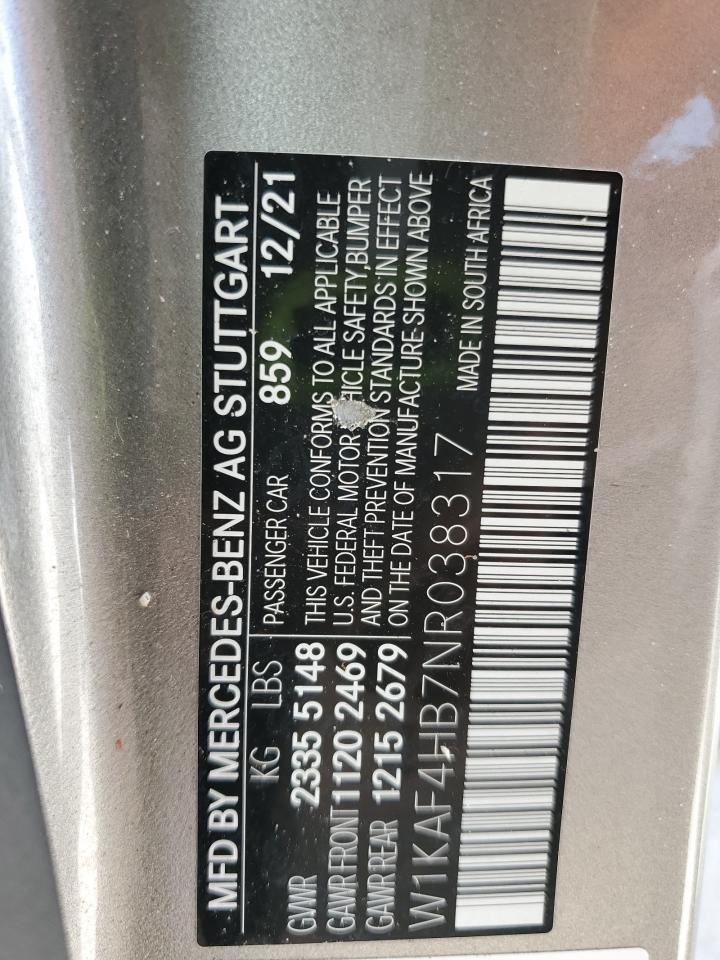 MFD BY MERCEDES-BENZ AG STUTTGART
KG LBS
GVWR 2335 5148
GAWR FRONT 1120 2469
GAWR REAR 1215 2679
PASSENGER CAR 859 12/21
THIS VEHICLE CONFORMS TO ALL APPLICABLE
U.S. FEDERAL MOTOR HICLE SAFETY,BUMPER
AND THEFT PREVENTION STANDARDS IN EFFECT
ON THE DATE OF MANUFACTURE SHOWN ABOVE
W1KAF4HB7NR038317 MADE IN SOUTH AFRICA